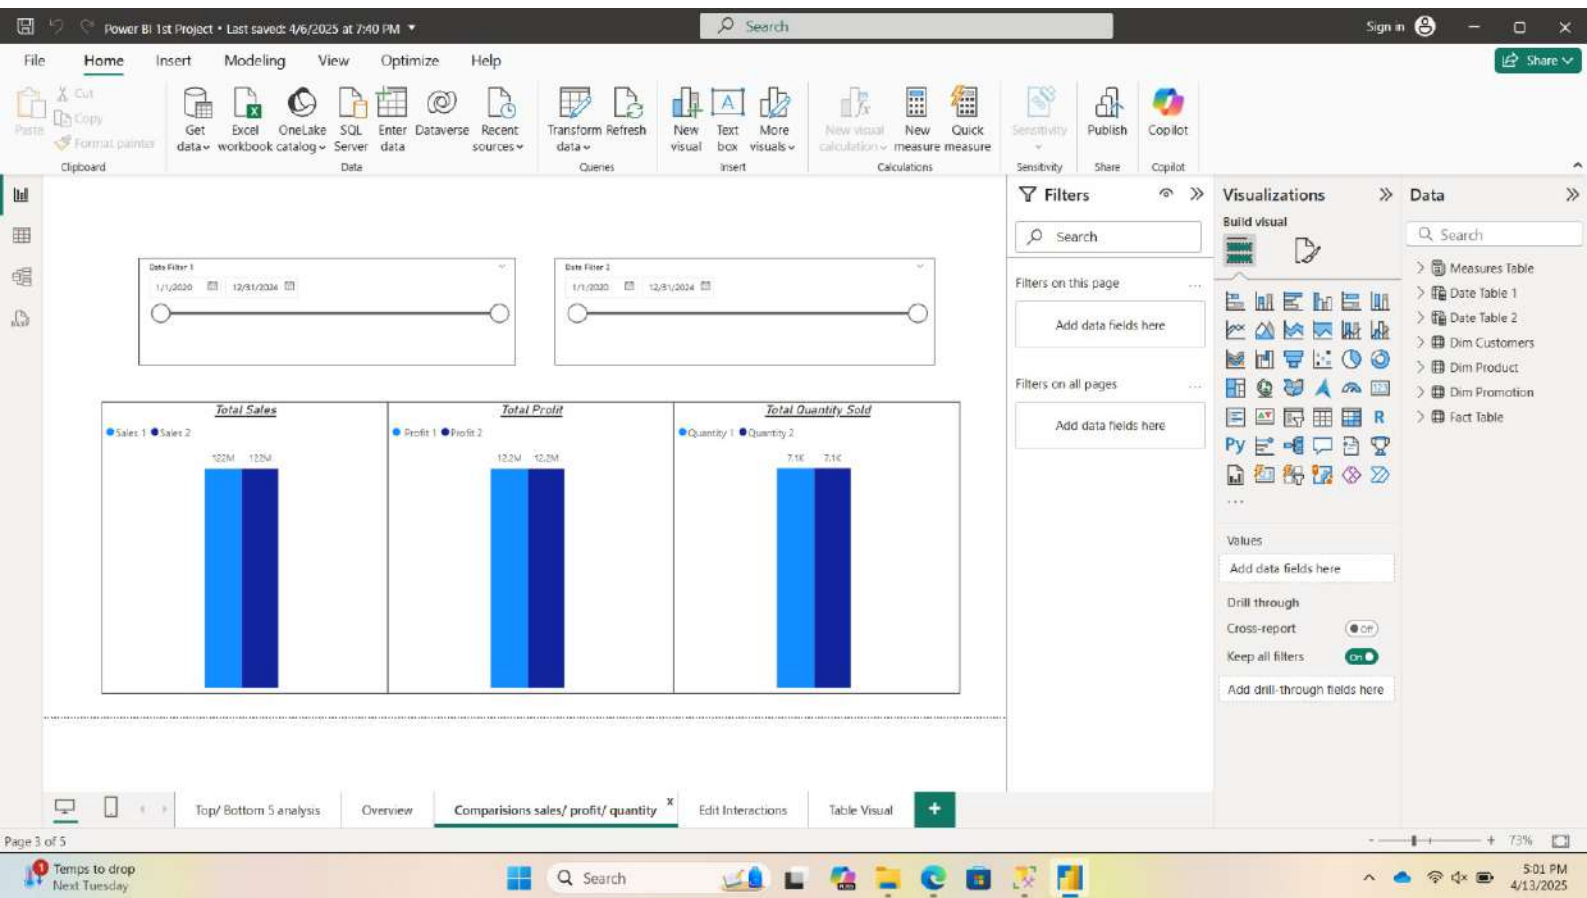 Power BI 1st Project • Last saved: 4/6/2025 at 7:40 PM
Search
Sign in
File
Home
Insert
Modeling
View
Optimize
Help
Share
Paste
Cut
Copy
Format painter
Clipboard
Get data
Excel workbook
OneLake catalog
SQL Server
Enter data
Dataverse
Recent sources
Data
Transform data
Refresh
Queries
New visual
Text box
More visuals
Insert
New visual calculation
New measure
Quick measure
Calculations
Sensitivity
Sensitivity
Publish
Share
Copilot
Copilot
Date Filter 1
1/1/2020
12/31/2024
Date Filter 2
1/1/2020
12/31/2024
Total Sales
Sales 1 Sales 2
122M 122M
Total Profit
Profit 1 Profit 2
12.2M 12.2M
Total Quantity Sold
Quantity 1 Quantity 2
7.1K 7.1K
Filters
Search
Filters on this page
Add data fields here
Filters on all pages
Add data fields here
Visualizations
Build visual
R
Py
Values
Add data fields here
Drill through
Cross-report
Off
Keep all filters
On
Add drill-through fields here
Data
Search
Measures Table
Date Table 1
Date Table 2
Dim Customers
Dim Product
Dim Promotion
Fact Table
Top/ Bottom 5 analysis
Overview
Comparisions sales/ profit/ quantity
x
Edit Interactions
Table Visual
+
Page 3 of 5
- + 73%
1
Temps to drop
Next Tuesday
Search
5:01 PM
4/13/2025